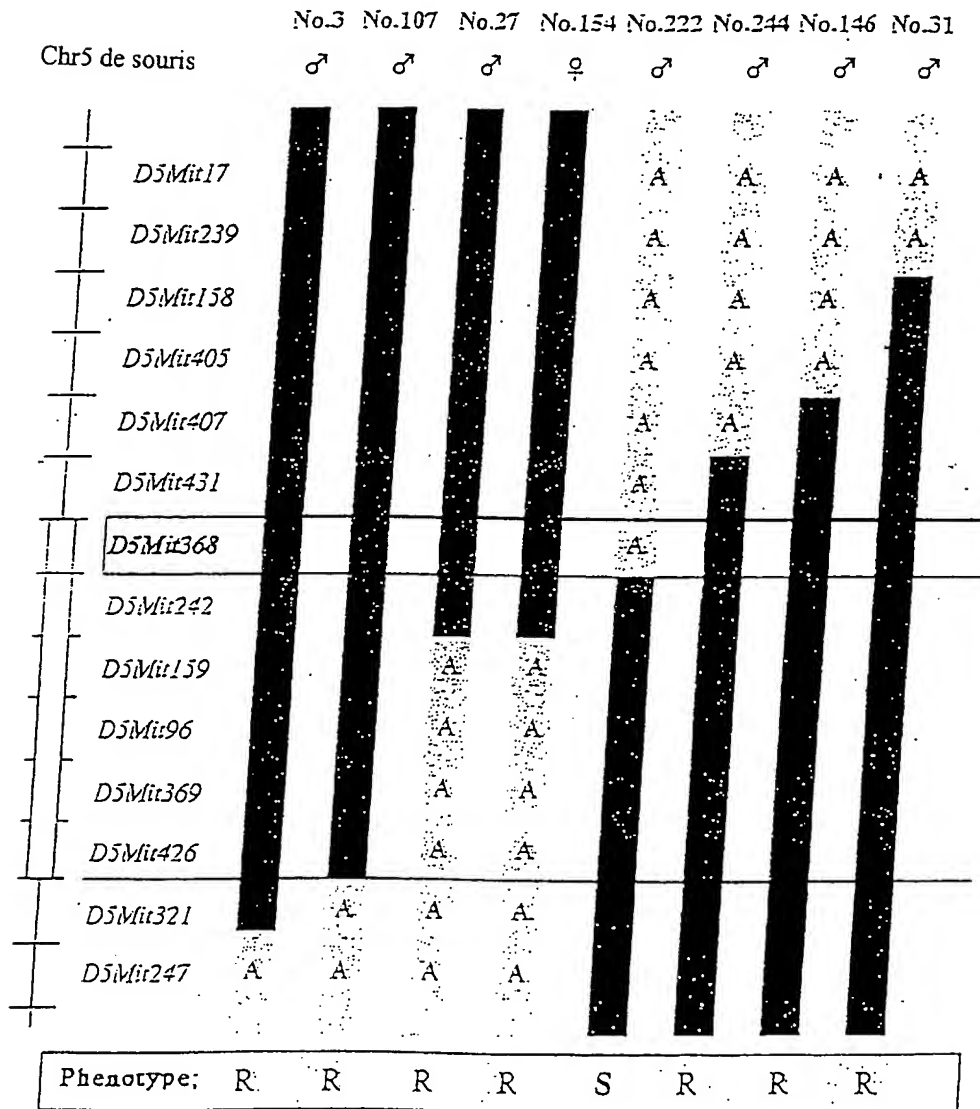 No.3 No.107 No.27 No.154 No.222 No.244 No.146 No.31
Chr5 de souris ♂ ♂ ♂ ♀ ♂ ♂ ♂ ♂
D5Mit17 A A A A
D5Mit239 A A A A
D5Mit158 A A A
D5Mit405 A A A
D5Mit407 A A
D5Mit431 A
D5Mit368 A
D5Mit242
D5Mit159 A A
D5Mit96 A A
D5Mit369 A A
D5Mit426 A A
D5Mit321 A A A
D5Mit247 A A A A
Phenotype: R R R R S R R R